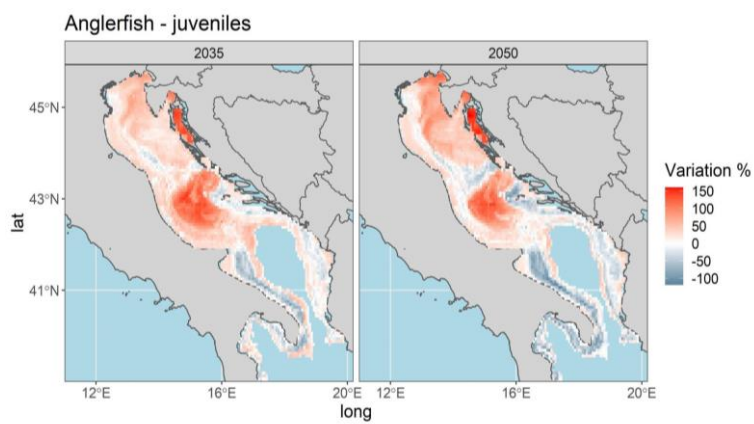 Anglerfish - juveniles
2035
2050
45°N
43°N
41°N
lat
12°E
16°E
20°E
12°E
16°E
20°E
long
Variation %
150
100
50
0
-50
-100